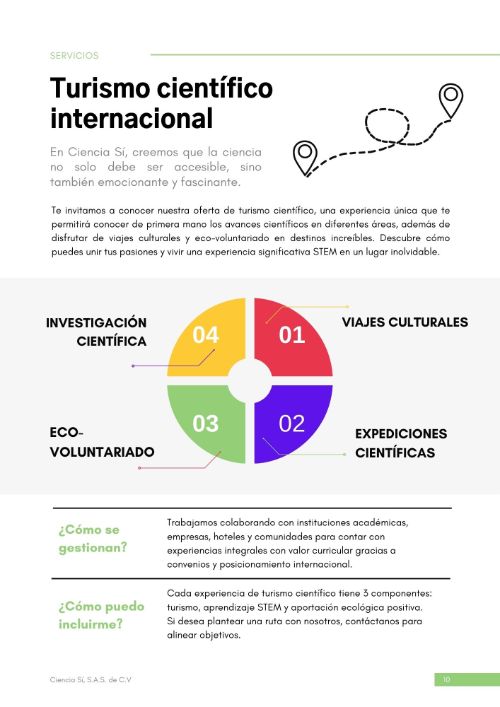 SERVICIOS
Turismo científico
internacional
En Ciencia Sí, creemos que la ciencia
no solo debe ser accesible, sino
también emocionante y fascinante.
Te invitamos a conocer nuestra oferta de turismo científico, una experiencia única que te
permitirá conocer de primera mano los avances científicos en diferentes áreas, además de
disfrutar de viajes culturales y eco-voluntariado en destinos increíbles. Descubre cómo
puedes unir tus pasiones y vivir una experiencia significativa STEM en un lugar inolvidable.
INVESTIGACIÓN
CIENTÍFICA
04
01
VIAJES CULTURALES
ECO-
VOLUNTARIADO
03
02
EXPEDICIONES
CIENTÍFICAS
¿Cómo se
gestionan?
Trabajamos colaborando con instituciones académicas,
empresas, hoteles y comunidades para contar con
experiencias integrales con valor curricular gracias a
convenios y posicionamiento internacional.
¿Cómo puedo
incluirme?
Cada experiencia de turismo científico tiene 3 componentes:
turismo, aprendizaje STEM y aportación ecológica positiva.
Si desea plantear una ruta con nosotros, contáctanos para
alinear objetivos.
Ciencia Sí, S.A.S. de C.V
10